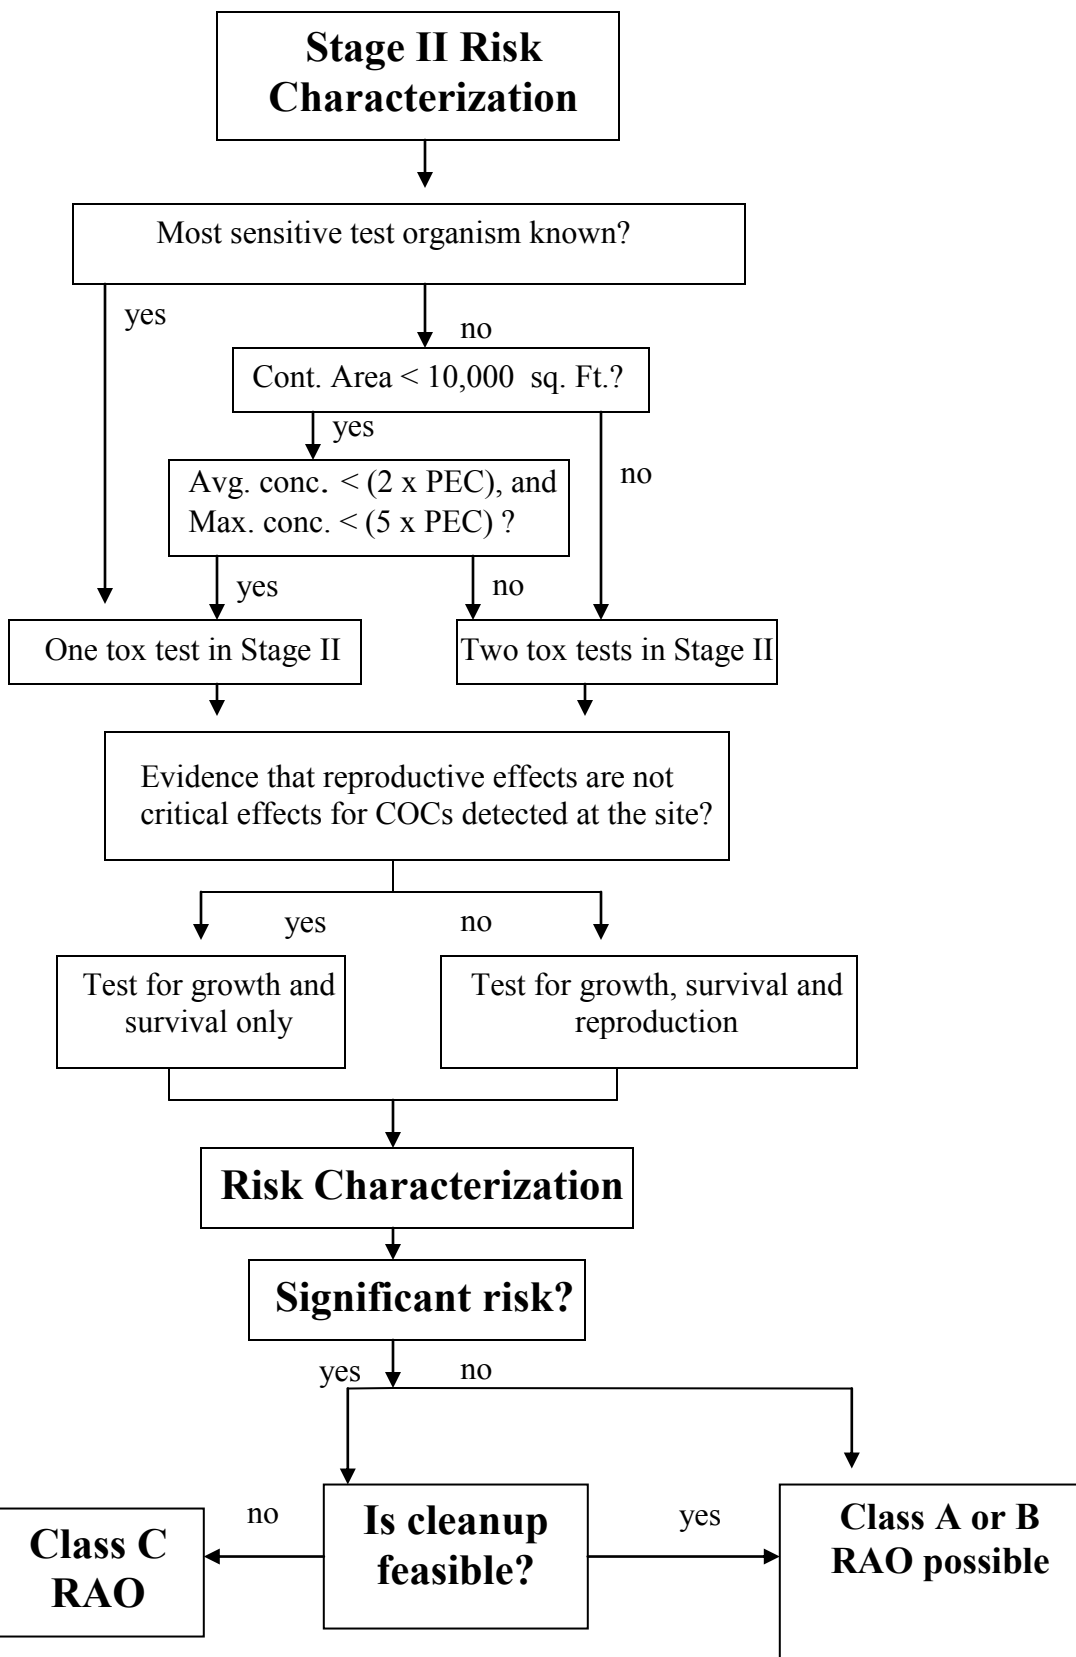 Stage II Risk
Characterization
Most sensitive test organism known?
yes
no
Cont. Area < 10,000 sq. Ft.?
yes
no
Avg. conc. < (2 x PEC), and
Max. conc. < (5 x PEC) ?
yes
no
One tox test in Stage II
Two tox tests in Stage II
Evidence that reproductive effects are not
critical effects for COCs detected at the site?
yes
no
Test for growth and
survival only
Test for growth, survival and
reproduction
Risk Characterization
Significant risk?
yes
no
Class C
RAO
no
Is cleanup
feasible?
yes
Class A or B
RAO possible